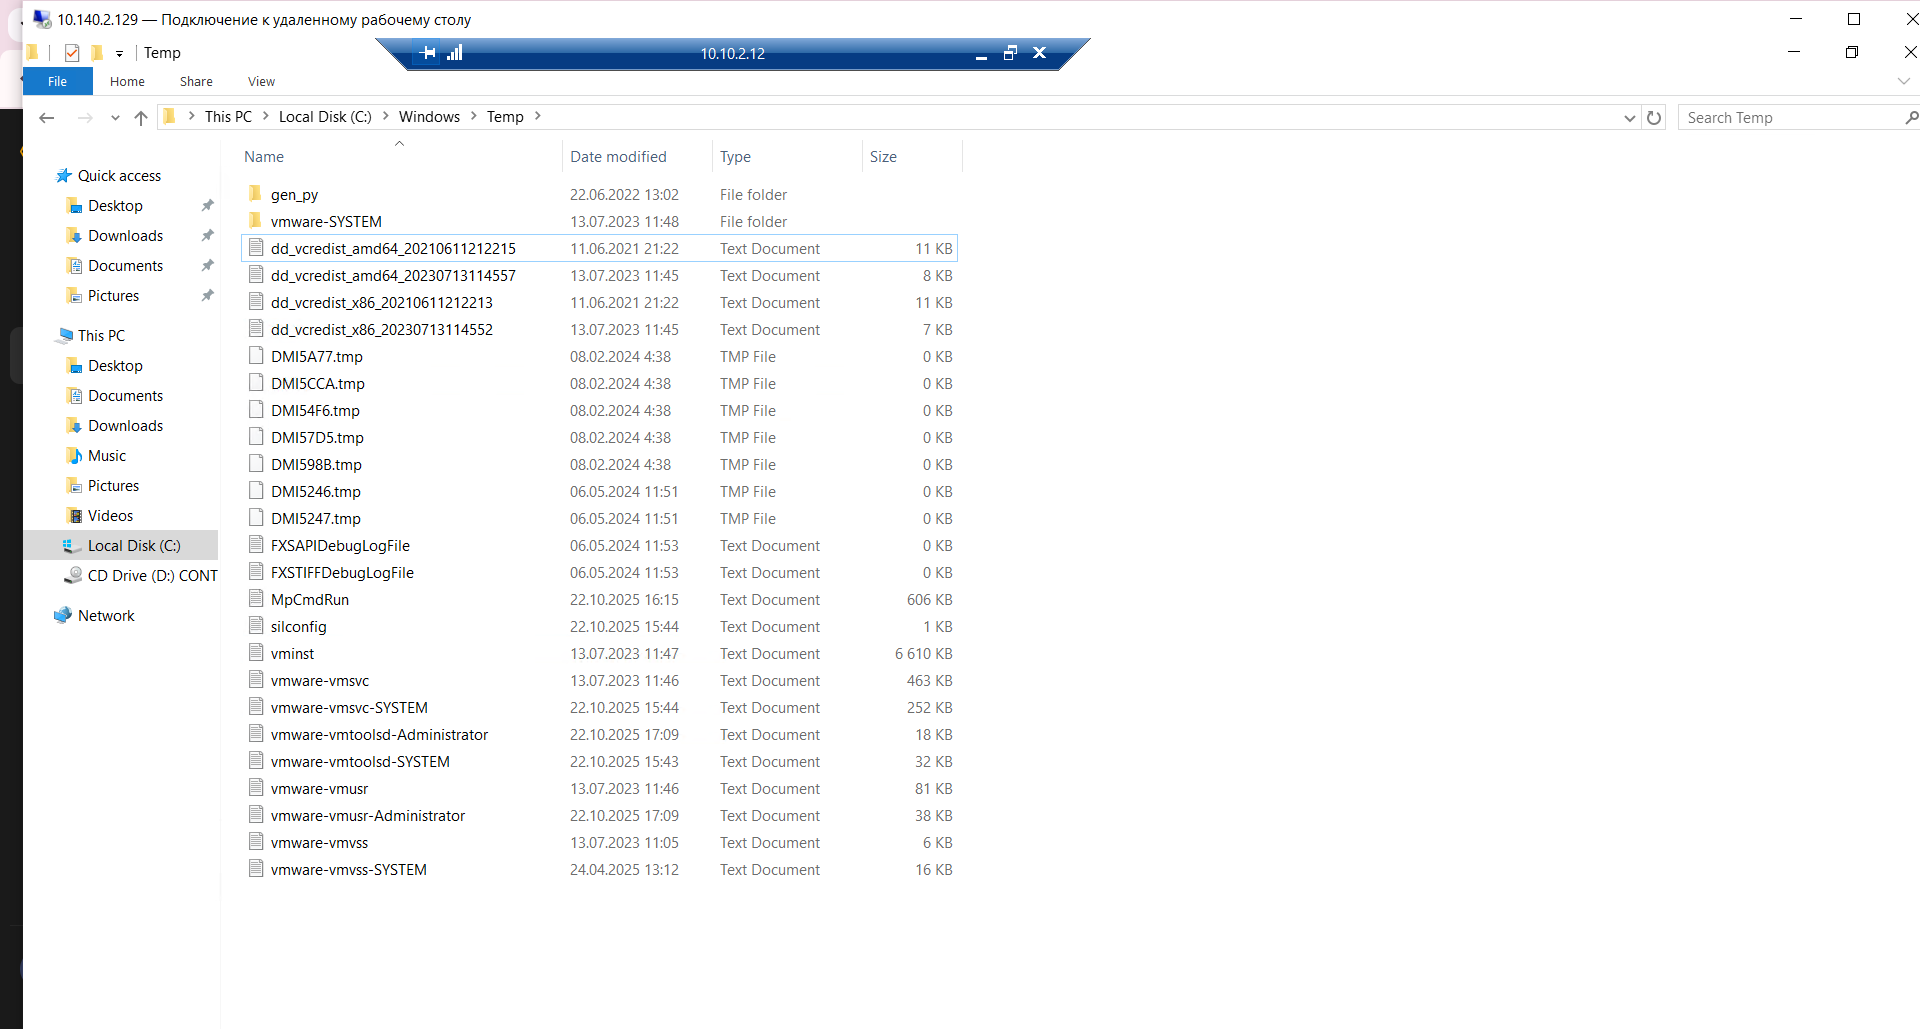 10.140.2.129 — Подключение к удаленному рабочему столу
Temp
10.10.2.12
File Home Share View
This PC Local Disk (C:) Windows Temp
Search Temp
Name Date modified Type Size
Quick access
Desktop
Downloads
Documents
Pictures
This PC
Desktop
Documents
Downloads
Music
Pictures
Videos
Local Disk (C:)
CD Drive (D:) CONT
Network
gen_py 22.06.2022 13:02 File folder
vmware-SYSTEM 13.07.2023 11:48 File folder
dd_vcredist_amd64_20210611212215 11.06.2021 21:22 Text Document 11 KB
dd_vcredist_amd64_20230713114557 13.07.2023 11:45 Text Document 8 KB
dd_vcredist_x86_20210611212213 11.06.2021 21:22 Text Document 11 KB
dd_vcredist_x86_20230713114552 13.07.2023 11:45 Text Document 7 KB
DMI5A77.tmp 08.02.2024 4:38 TMP File 0 KB
DMI5CCA.tmp 08.02.2024 4:38 TMP File 0 KB
DMI54F6.tmp 08.02.2024 4:38 TMP File 0 KB
DMI57D5.tmp 08.02.2024 4:38 TMP File 0 KB
DMI598B.tmp 08.02.2024 4:38 TMP File 0 KB
DMI5246.tmp 06.05.2024 11:51 TMP File 0 KB
DMI5247.tmp 06.05.2024 11:51 TMP File 0 KB
FXSAPIDebugLogFile 06.05.2024 11:53 Text Document 0 KB
FXSTIFFDebugLogFile 06.05.2024 11:53 Text Document 0 KB
MpCmdRun 22.10.2025 16:15 Text Document 606 KB
silconfig 22.10.2025 15:44 Text Document 1 KB
vminst 13.07.2023 11:47 Text Document 6 610 KB
vmware-vmsvc 13.07.2023 11:46 Text Document 463 KB
vmware-vmsvc-SYSTEM 22.10.2025 15:44 Text Document 252 KB
vmware-vmtoolsd-Administrator 22.10.2025 17:09 Text Document 18 KB
vmware-vmtoolsd-SYSTEM 22.10.2025 15:43 Text Document 32 KB
vmware-vmusr 13.07.2023 11:46 Text Document 81 KB
vmware-vmusr-Administrator 22.10.2025 17:09 Text Document 38 KB
vmware-vmvss 13.07.2023 11:05 Text Document 6 KB
vmware-vmvss-SYSTEM 24.04.2025 13:12 Text Document 16 KB